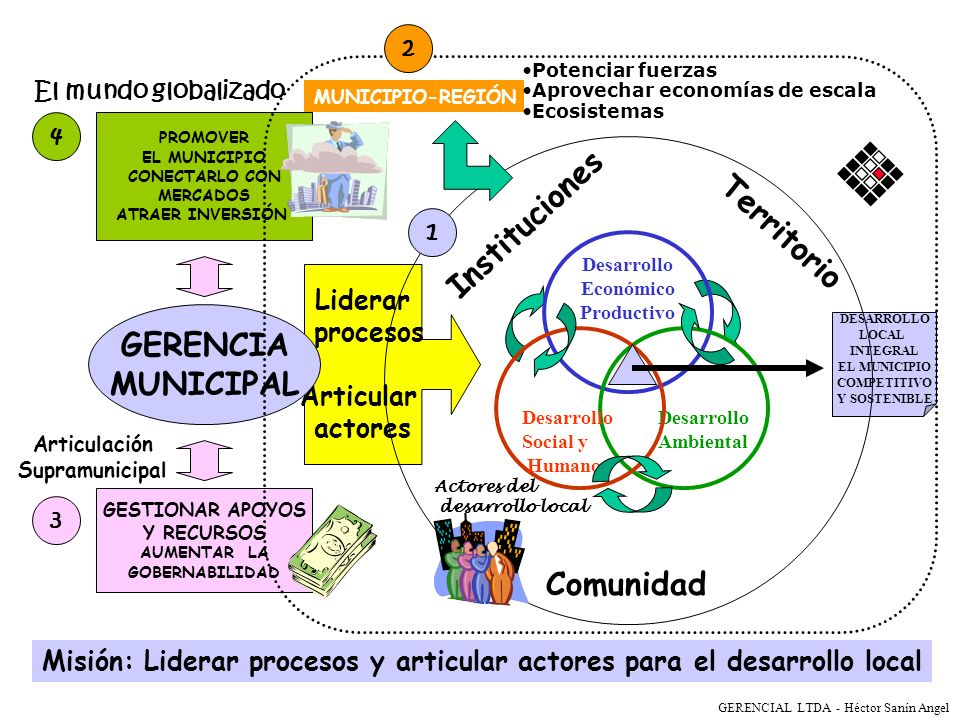 2
•Potenciar fuerzas
•Aprovechar economías de escala
•Ecosistemas
El mundo globalizado
MUNICIPIO-REGIÓN
4
PROMOVER
EL MUNICIPIO
CONECTARLO CON
MERCADOS
ATRAER INVERSIÓN
1
Instituciones
Territorio
Desarrollo
Económico
Productivo
Liderar
procesos
Articular
actores
GERENCIA
MUNICIPAL
DESARROLLO
LOCAL
INTEGRAL
EL MUNICIPIO
COMPETITIVO
Y SOSTENIBLE
Desarrollo
Social y
Humano
Desarrollo
Ambiental
Articulación
Supramunicipal
Actores del
desarrollo local
3
GESTIONAR APOYOS
Y RECURSOS
AUMENTAR LA
GOBERNABILIDAD
Comunidad
Misión: Liderar procesos y articular actores para el desarrollo local
GERENCIAL LTDA - Héctor Sanín Angel